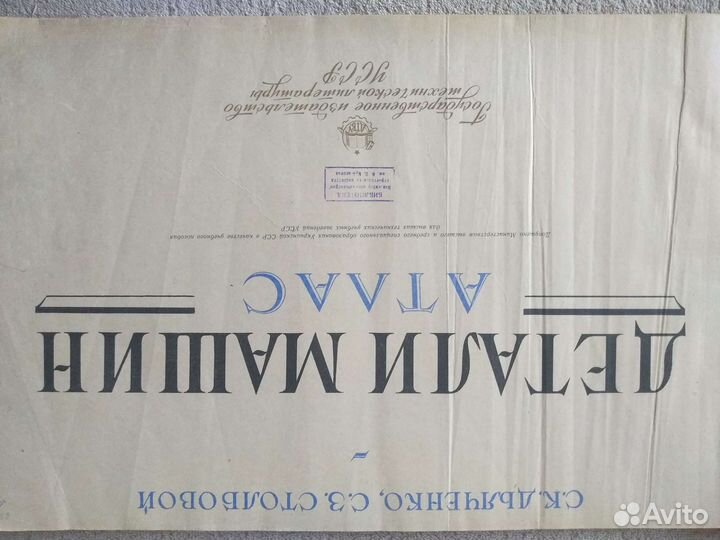 С.К. ДЬЯЧЕНКО, С.З. СТОЛБОВОЙ
ДЕТАЛИ МАШИН
АТЛАС
Допущено Министерством высшего и среднего специального образования Украинской ССР в качестве учебного пособия
для высших технических учебных заведений УССР
БИБЛИОТЕКА
Государственное издательство
технической литературы
УССР
Avito